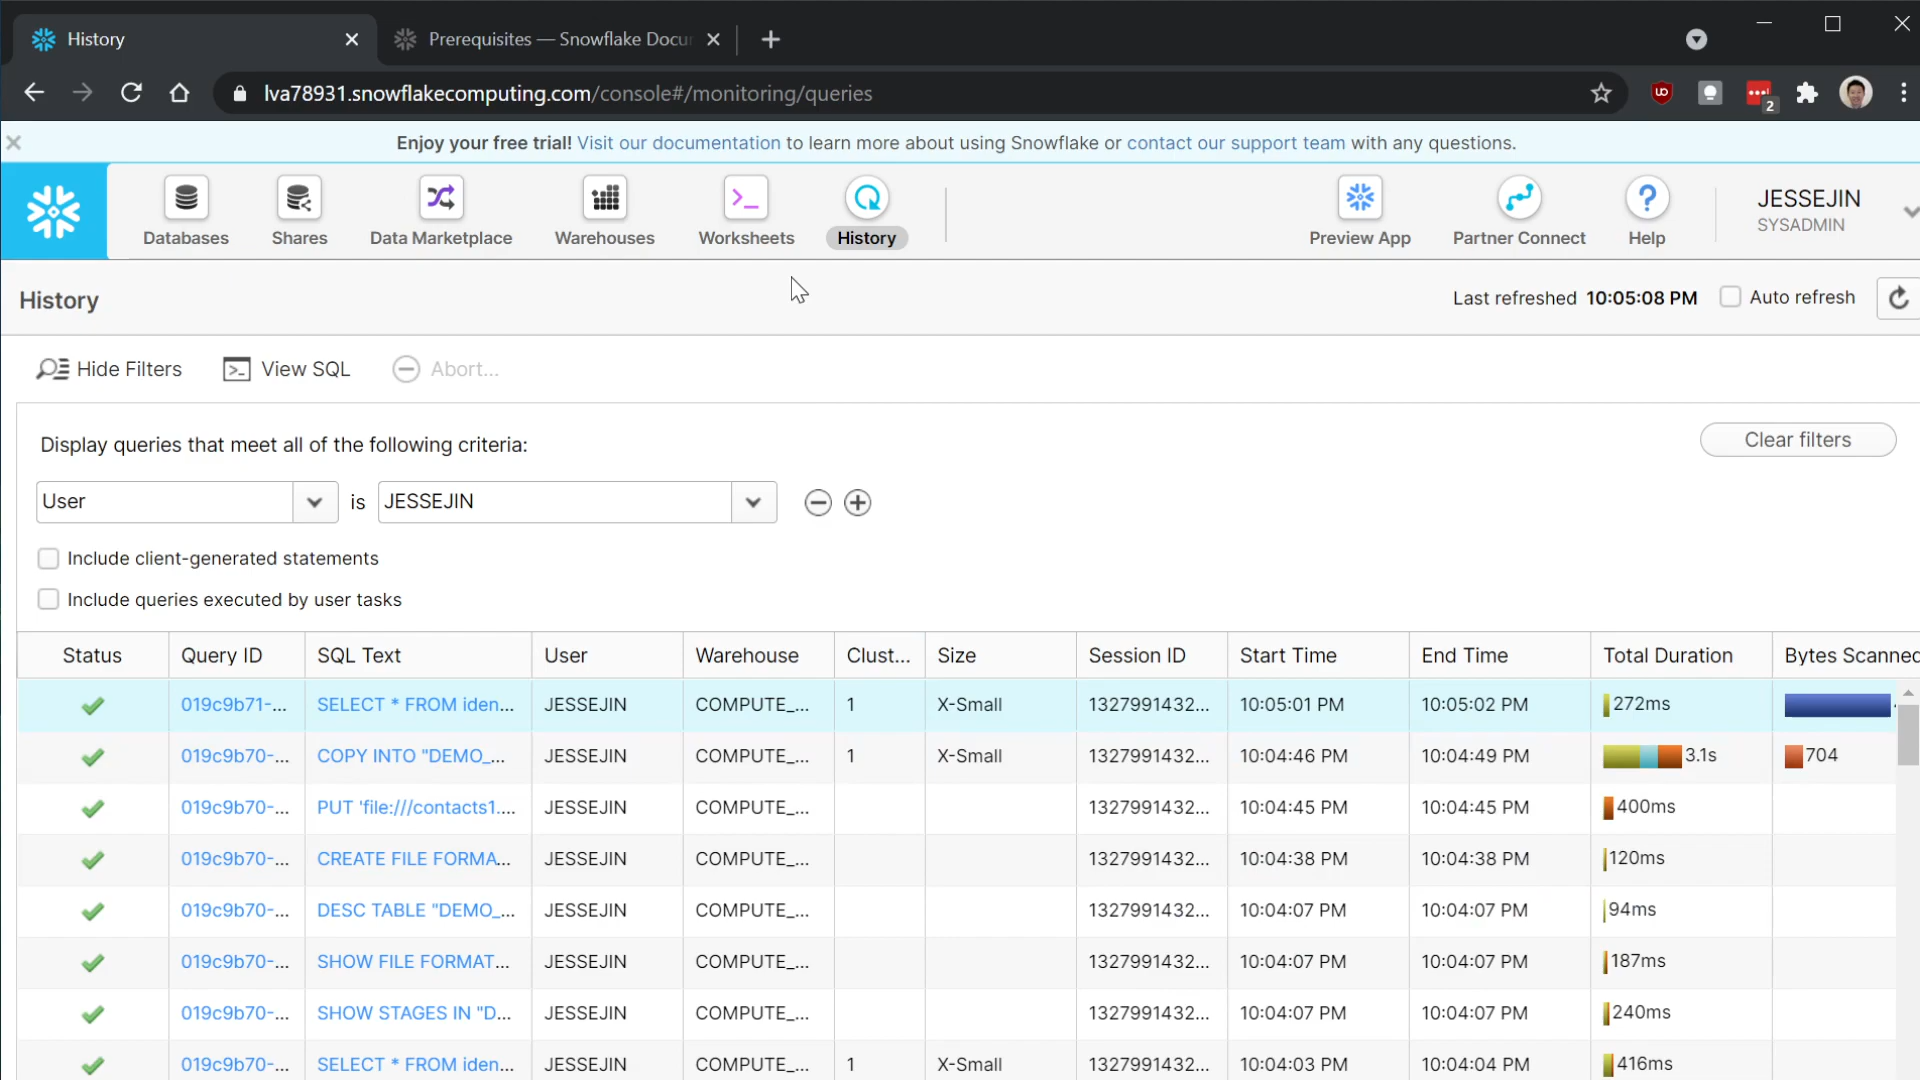 History
Prerequisites — Snowflake Docu
lva78931.snowflakecomputing.com/console#/monitoring/queries
2
Enjoy your free trial! Visit our documentation to learn more about using Snowflake or contact our support team with any questions.
Databases Shares Data Marketplace Warehouses Worksheets History Preview App Partner Connect Help
JESSEJIN
SYSADMIN
History
Last refreshed 10:05:08 PM Auto refresh
Hide Filters View SQL Abort...
Display queries that meet all of the following criteria:
Clear filters
User is JESSEJIN
Include client-generated statements
Include queries executed by user tasks
Status Query ID SQL Text User Warehouse Clust... Size Session ID Start Time End Time Total Duration Bytes Scanned
019c9b71-... SELECT * FROM iden... JESSEJIN COMPUTE_... 1 X-Small 1327991432... 10:05:01 PM 10:05:02 PM 272ms
019c9b70-... COPY INTO "DEMO_... JESSEJIN COMPUTE_... 1 X-Small 1327991432... 10:04:46 PM 10:04:49 PM 3.1s 704
019c9b70-... PUT 'file:///contacts1.... JESSEJIN COMPUTE_... 1327991432... 10:04:45 PM 10:04:45 PM 400ms
019c9b70-... CREATE FILE FORMA... JESSEJIN COMPUTE_... 1327991432... 10:04:38 PM 10:04:38 PM 120ms
019c9b70-... DESC TABLE "DEMO_... JESSEJIN COMPUTE_... 1327991432... 10:04:07 PM 10:04:07 PM 94ms
019c9b70-... SHOW FILE FORMAT... JESSEJIN COMPUTE_... 1327991432... 10:04:07 PM 10:04:07 PM 187ms
019c9b70-... SHOW STAGES IN "D... JESSEJIN COMPUTE_... 1327991432... 10:04:07 PM 10:04:07 PM 240ms
019c9b70-... SELECT * FROM iden... JESSEJIN COMPUTE_... 1 X-Small 1327991432... 10:04:03 PM 10:04:04 PM 416ms